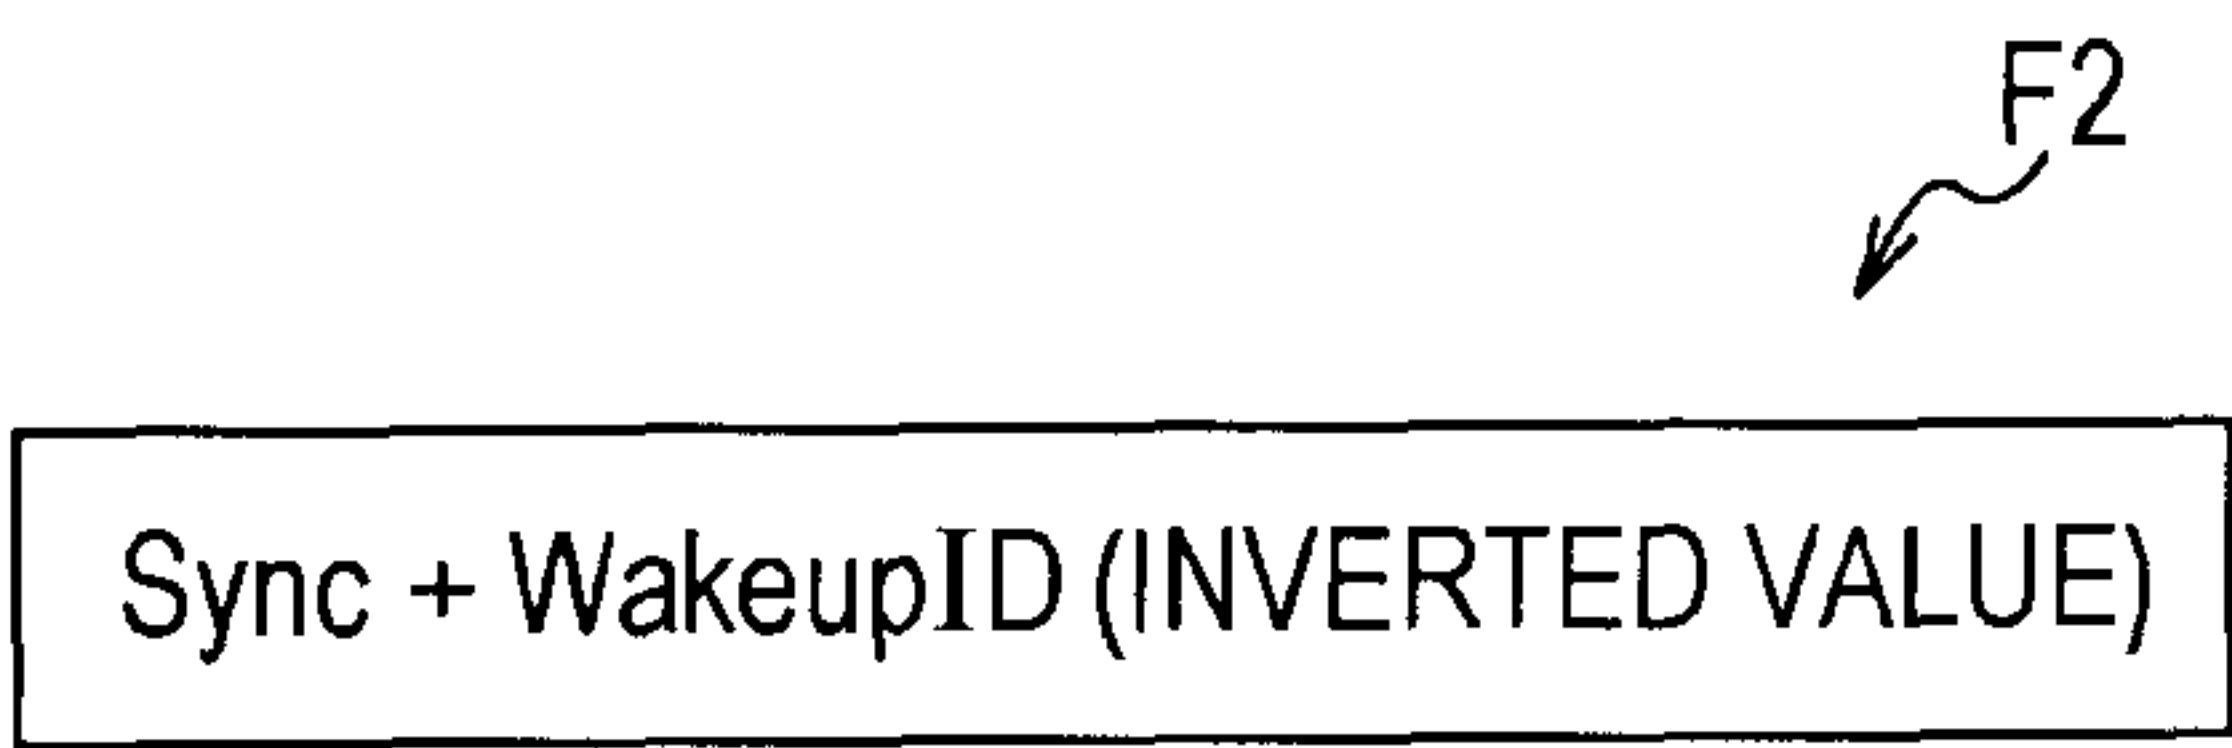 F2
Sync + WakeupID (INVERTED VALUE)